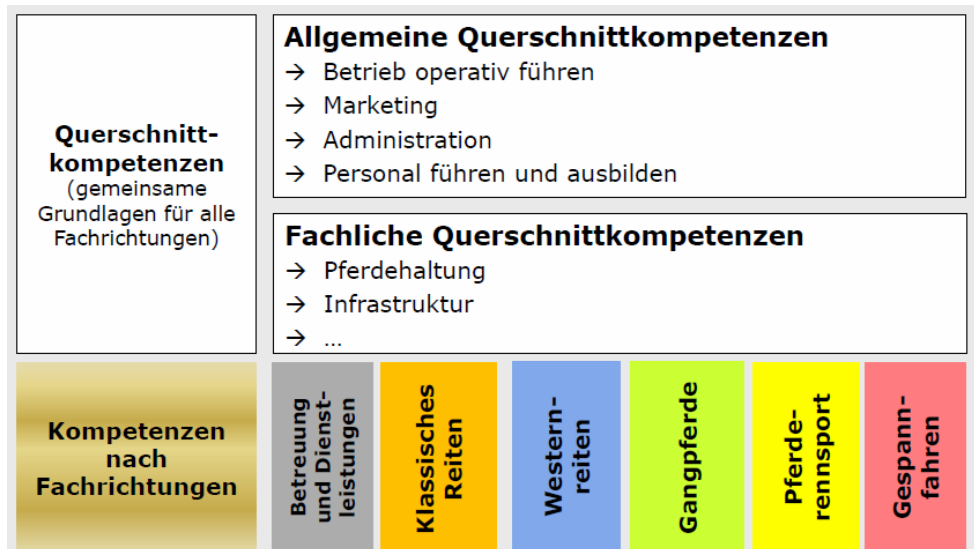 Querschnitt-
kompetenzen
(gemeinsame
Grundlagen für alle
Fachrichtungen)
Allgemeine Querschnittkompetenzen
→ Betrieb operativ führen
→ Marketing
→ Administration
→ Personal führen und ausbilden
Fachliche Querschnittkompetenzen
→ Pferdehaltung
→ Infrastruktur
→ ...
Kompetenzen
nach
Fachrichtungen
Betreuung
und Dienst-
leistungen
Klassisches
Reiten
Western-
reiten
Gangpferde
Pferde-
rennsport
Gespann-
fahren